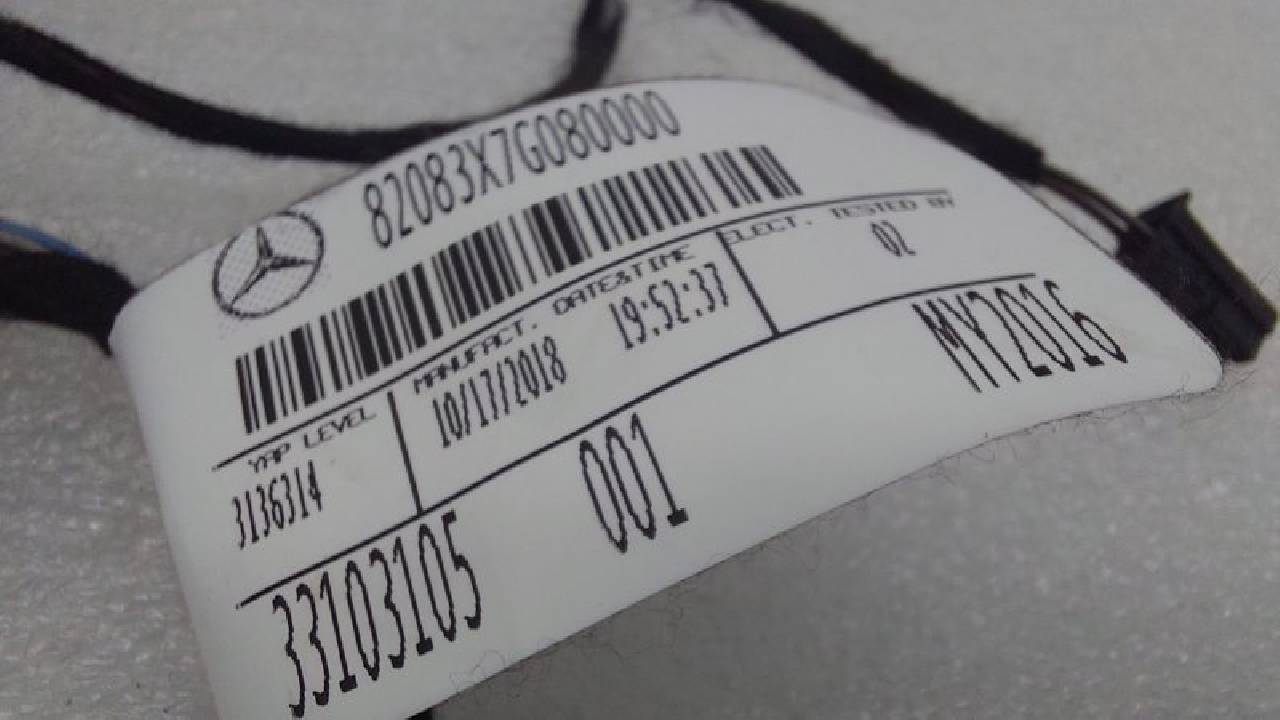 82083X7G080000
YAP LEVEL
3136314
MANUFACT. DATE&TIME
10/17/2018 19:52:37
ELECT. TESTED BY
02
33103105 001 MY2016